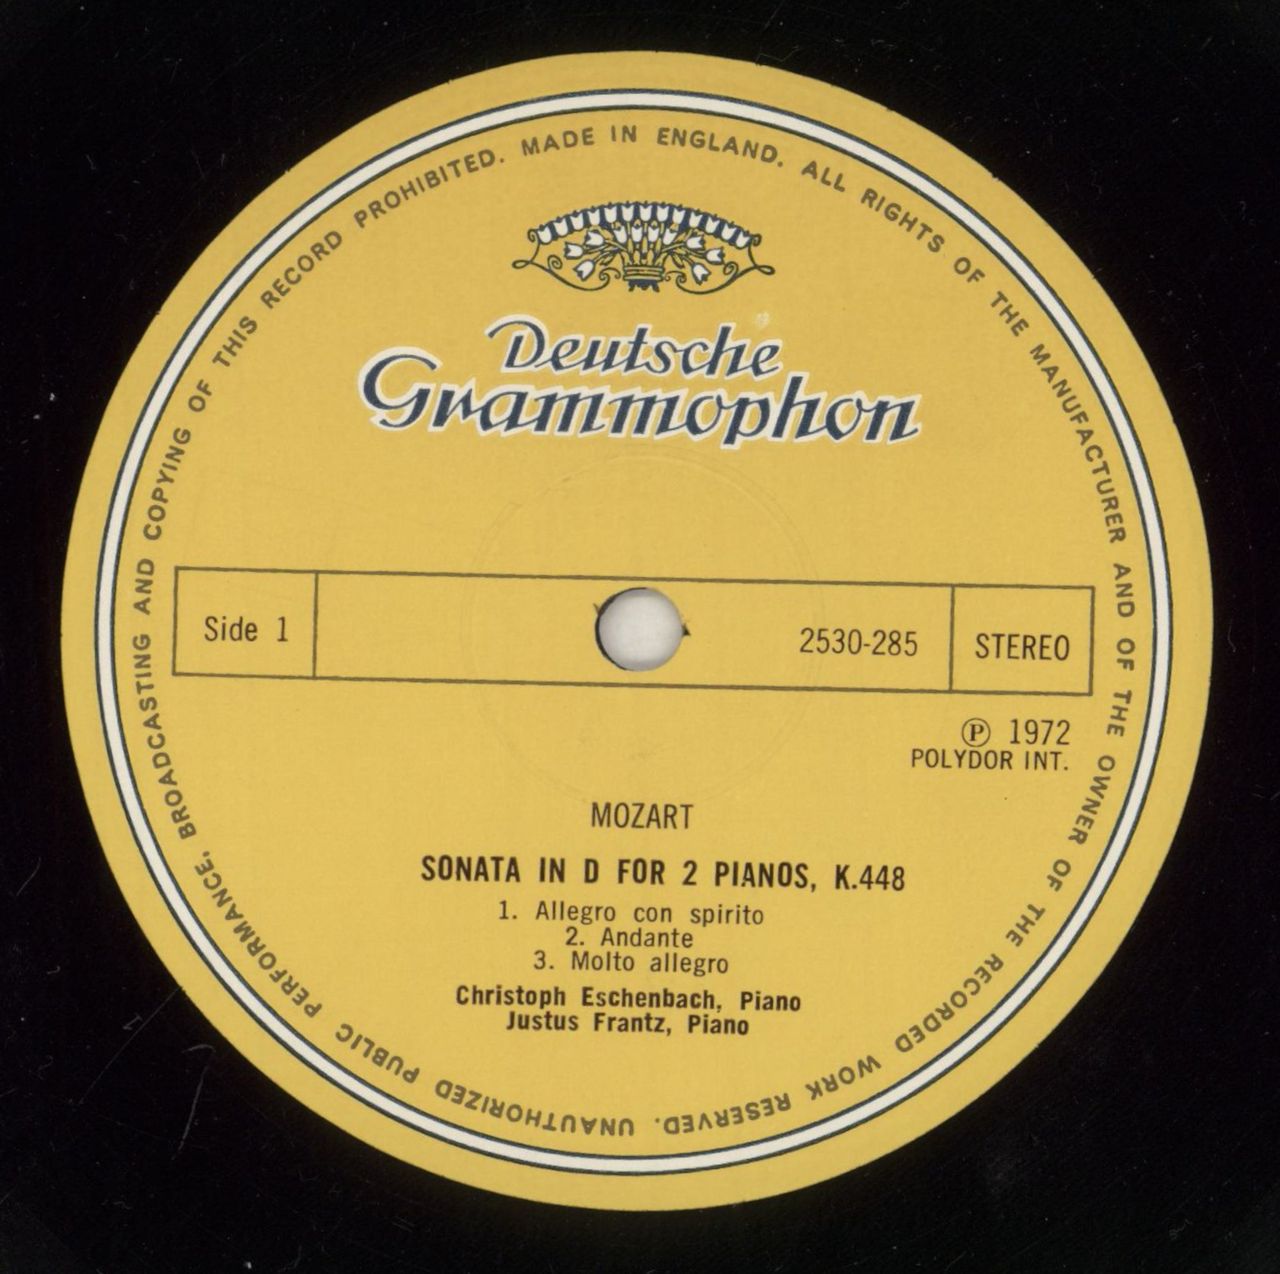 MADE IN ENGLAND. ALL RIGHTS OF THE MANUFACTURER AND OF THE OWNER OF THE RECORDED WORK RESERVED. UNAUTHORIZED PUBLIC PERFORMANCE, BROADCASTING AND COPYING OF THIS RECORD PROHIBITED.
Deutsche
Grammophon
Side 1
2530-285
STEREO
Ⓟ 1972
POLYDOR INT.
MOZART
SONATA IN D FOR 2 PIANOS, K.448
1. Allegro con spirito
2. Andante
3. Molto allegro
Christoph Eschenbach, Piano
Justus Frantz, Piano